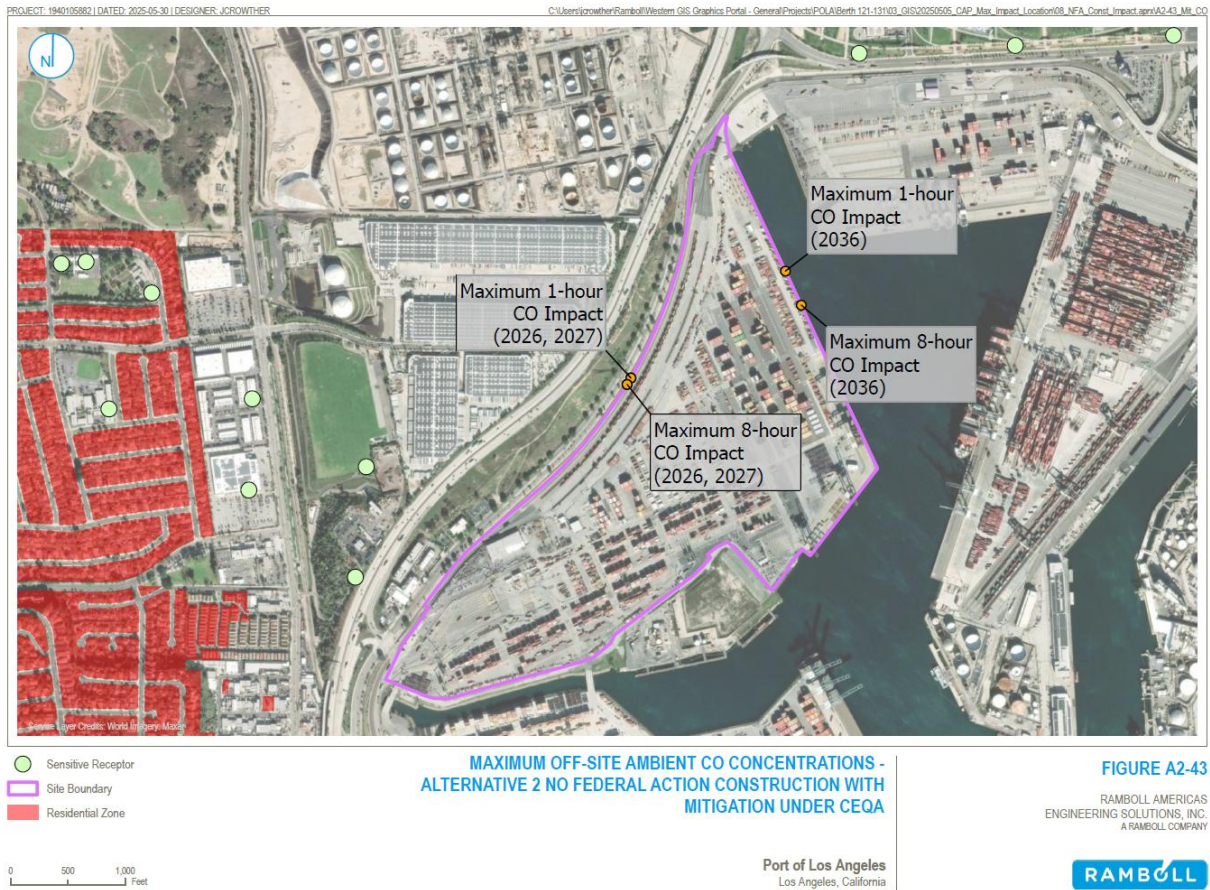 PROJECT: 1940105882 | DATED: 2025-05-30 | DESIGNER: JCROWTHER
C:\Users\jcrowther\Ramboll\Western GIS Graphics Portal - General\Projects\POLA\Berth 121-131\03_GIS\20250505_CAP_Max_Impact_Location\08_NFA_Const_Impact.aprx\A2-43_Mit_CO
N
Maximum 1-hour
CO Impact
(2036)
Maximum 1-hour
CO Impact
(2026, 2027)
Maximum 8-hour
CO Impact
(2036)
Maximum 8-hour
CO Impact
(2026, 2027)
Service Layer Credits: World Imagery: Maxar
Sensitive Receptor
Site Boundary
Residential Zone
0 500 1,000
Feet
MAXIMUM OFF-SITE AMBIENT CO CONCENTRATIONS -
ALTERNATIVE 2 NO FEDERAL ACTION CONSTRUCTION WITH
MITIGATION UNDER CEQA
Port of Los Angeles
Los Angeles, California
FIGURE A2-43
RAMBOLL AMERICAS
ENGINEERING SOLUTIONS, INC.
A RAMBOLL COMPANY
RAMBOLL